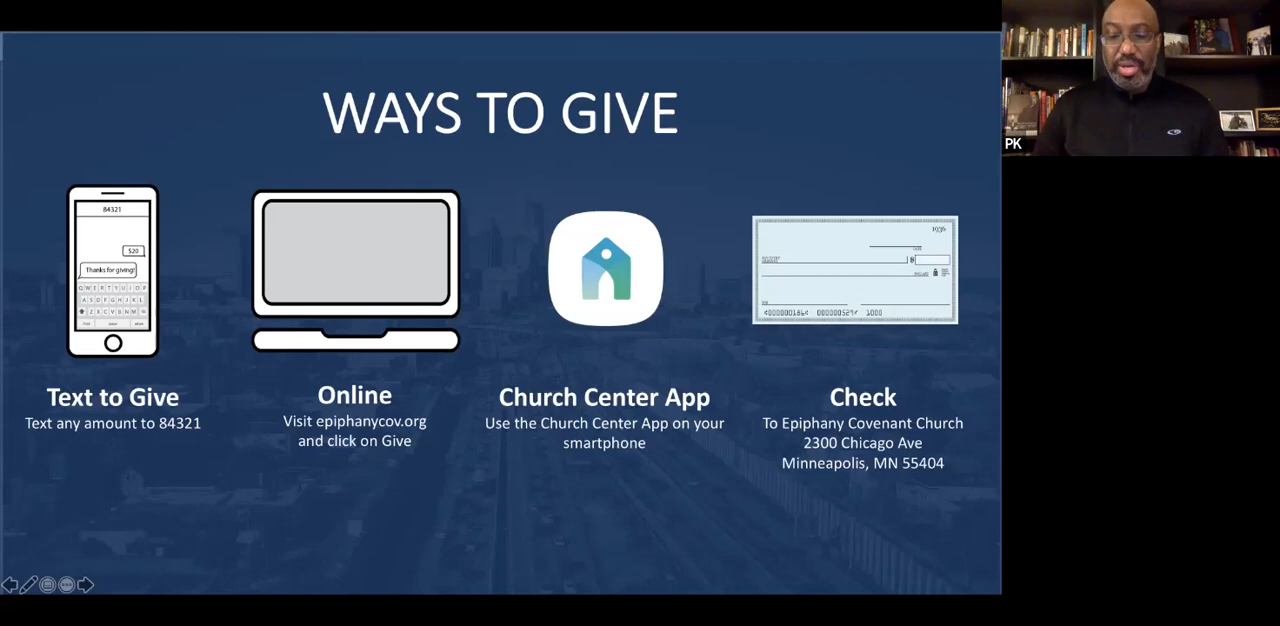 WAYS TO GIVE
84321
$20
Thanks for giving!
Q W E R T Y U I O P
A S D F G H J K L
Z X C V B N M
1936
$
1000
Text to Give
Text any amount to 84321
Online
Visit epiphanycov.org
and click on Give
Church Center App
Use the Church Center App on your
smartphone
Check
To Epiphany Covenant Church
2300 Chicago Ave
Minneapolis, MN 55404
PK